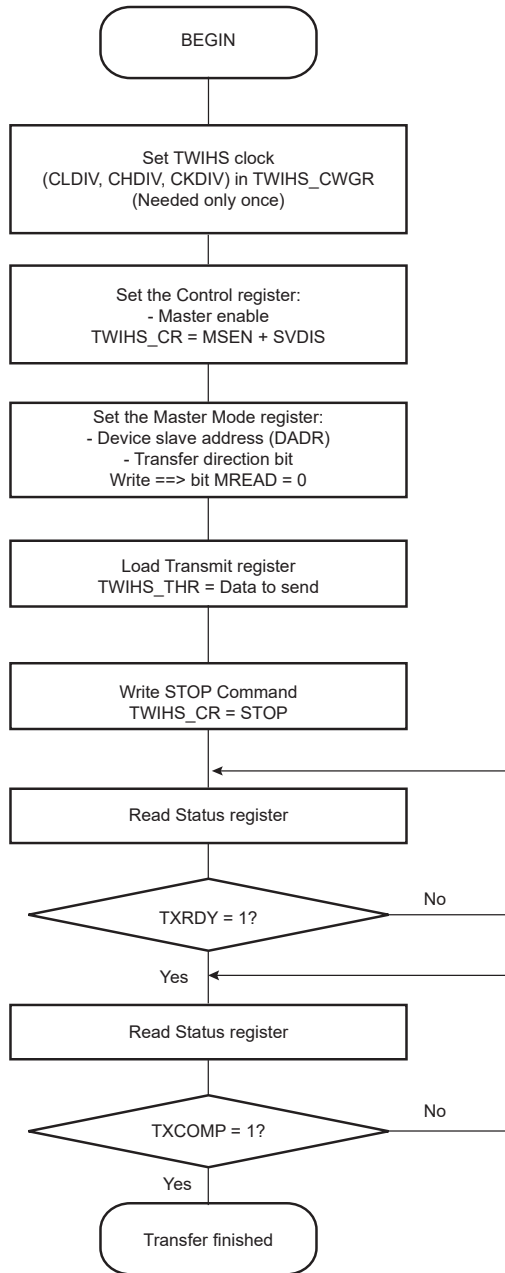 BEGIN
Set TWIHS clock
(CLDIV, CHDIV, CKDIV) in TWIHS_CWGR
(Needed only once)
Set the Control register:
- Master enable
TWIHS_CR = MSEN + SVDIS
Set the Master Mode register:
- Device slave address (DADR)
- Transfer direction bit
Write ==> bit MREAD = 0
Load Transmit register
TWIHS_THR = Data to send
Write STOP Command
TWIHS_CR = STOP
Read Status register
No
TXRDY = 1?
Yes
Read Status register
No
TXCOMP = 1?
Yes
Transfer finished